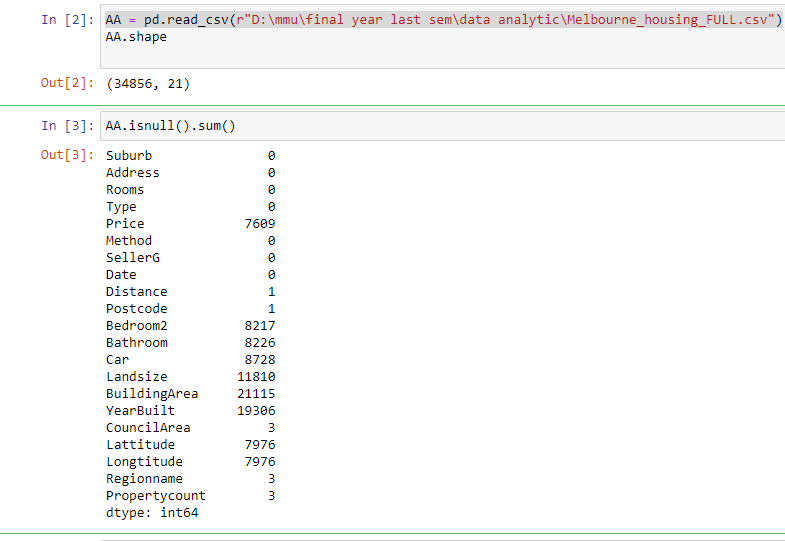 In [2]: AA = pd.read_csv(r"D:\mmu\final year last sem\data analytic\Melbourne_housing_FULL.csv")
AA.shape
Out[2]: (34856, 21)
In [3]: AA.isnull().sum()
Out[3]: Suburb 0
Address 0
Rooms 0
Type 0
Price 7609
Method 0
SellerG 0
Date 0
Distance 1
Postcode 1
Bedroom2 8217
Bathroom 8226
Car 8728
Landsize 11810
BuildingArea 21115
YearBuilt 19306
CouncilArea 3
Lattitude 7976
Longtitude 7976
Regionname 3
Propertycount 3
dtype: int64